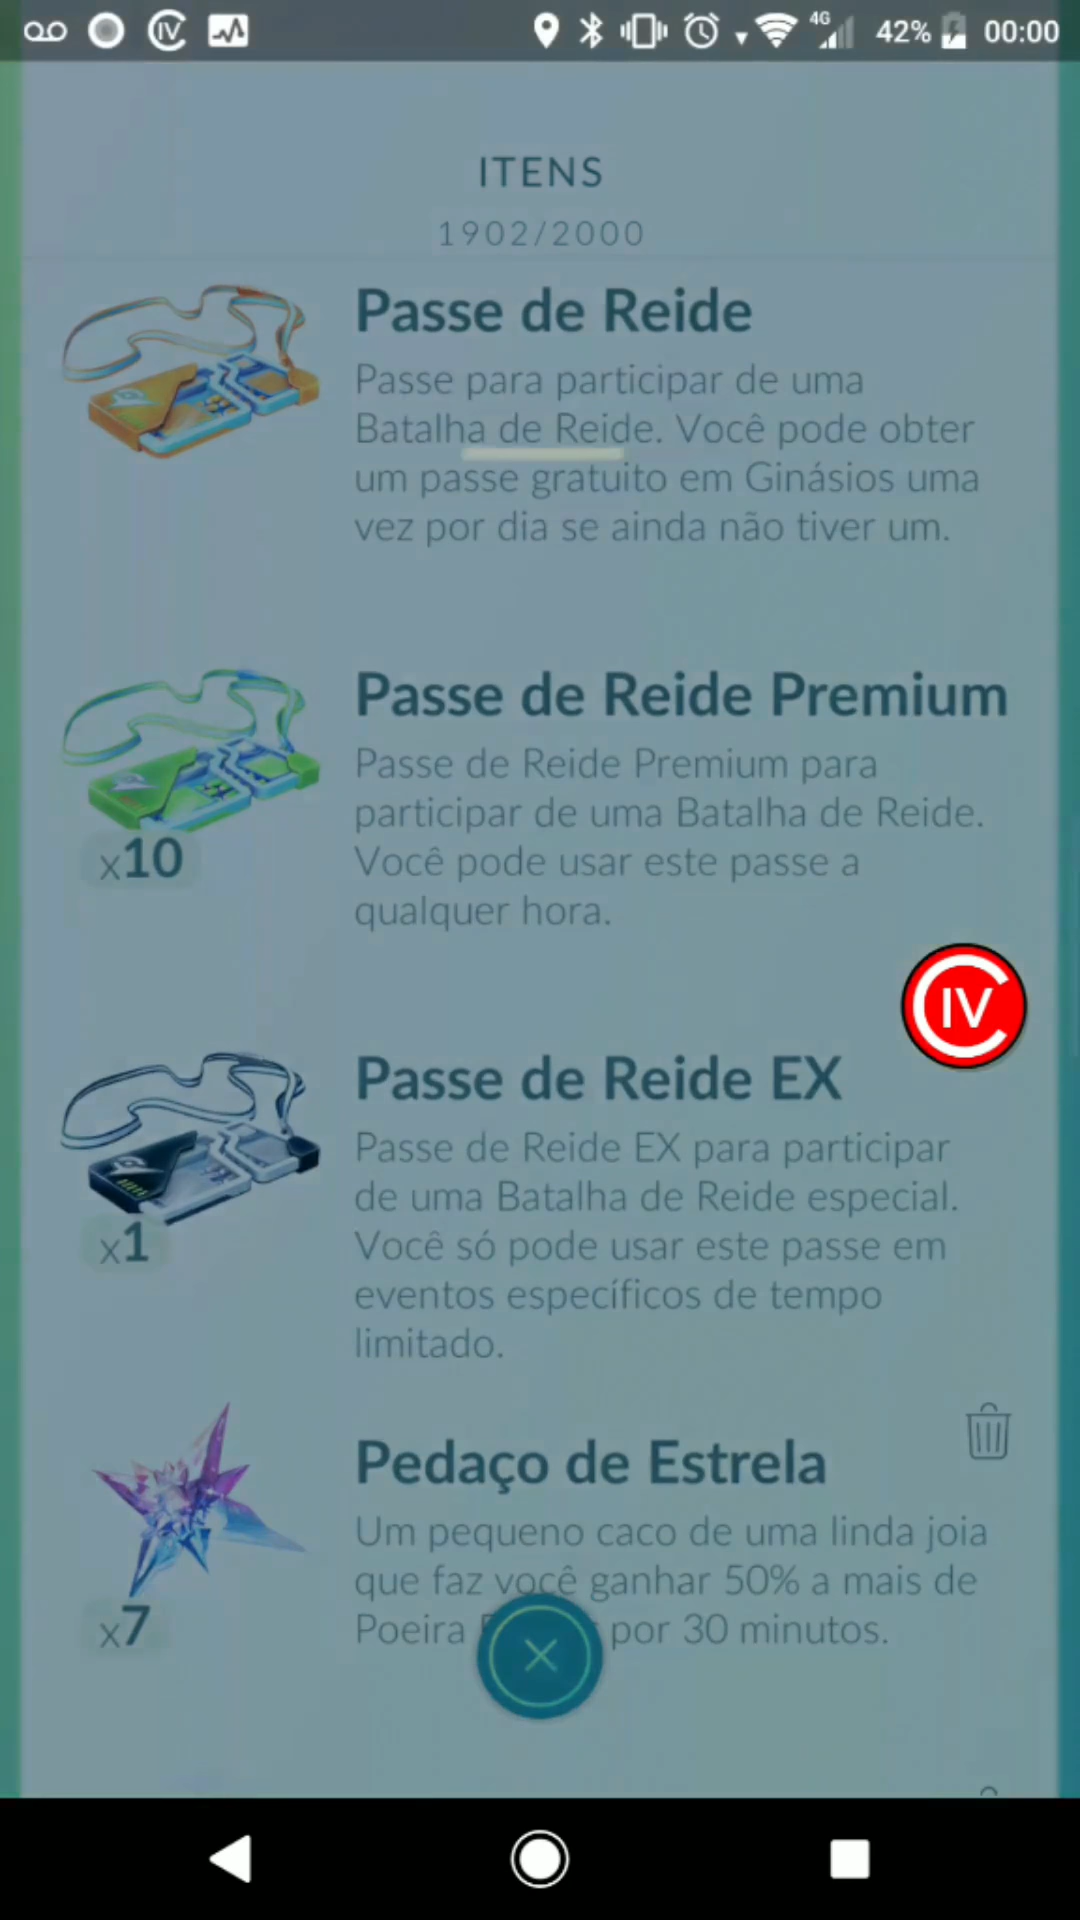 4G 42% 00:00
ITENS
1902/2000
Passe de Reide
Passe para participar de uma
Batalha de Reide. Você pode obter
um passe gratuito em Ginásios uma
vez por dia se ainda não tiver um.
Passe de Reide Premium
Passe de Reide Premium para
participar de uma Batalha de Reide.
Você pode usar este passe a
qualquer hora.
x10
IV
Passe de Reide EX
Passe de Reide EX para participar
de uma Batalha de Reide especial.
Você só pode usar este passe em
eventos específicos de tempo
limitado.
x1
Pedaço de Estrela
Um pequeno caco de uma linda joia
que faz você ganhar 50% a mais de
Poeira por 30 minutos.
x7